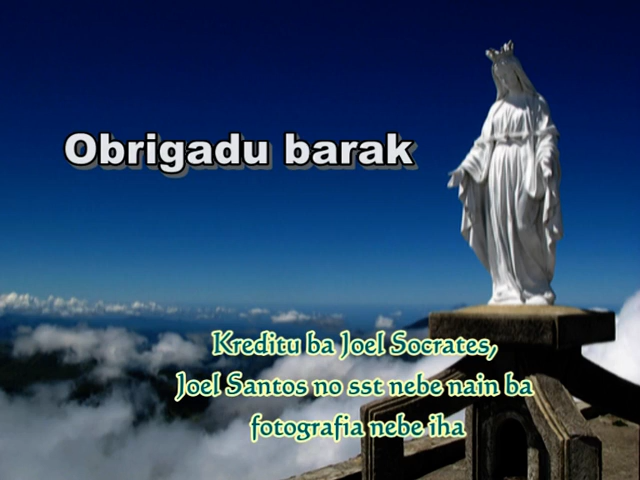 Obrigadu barak
Kreditu ba Joel Socrates,
Joel Santos no sst nebe nain ba
fotografia nebe iha